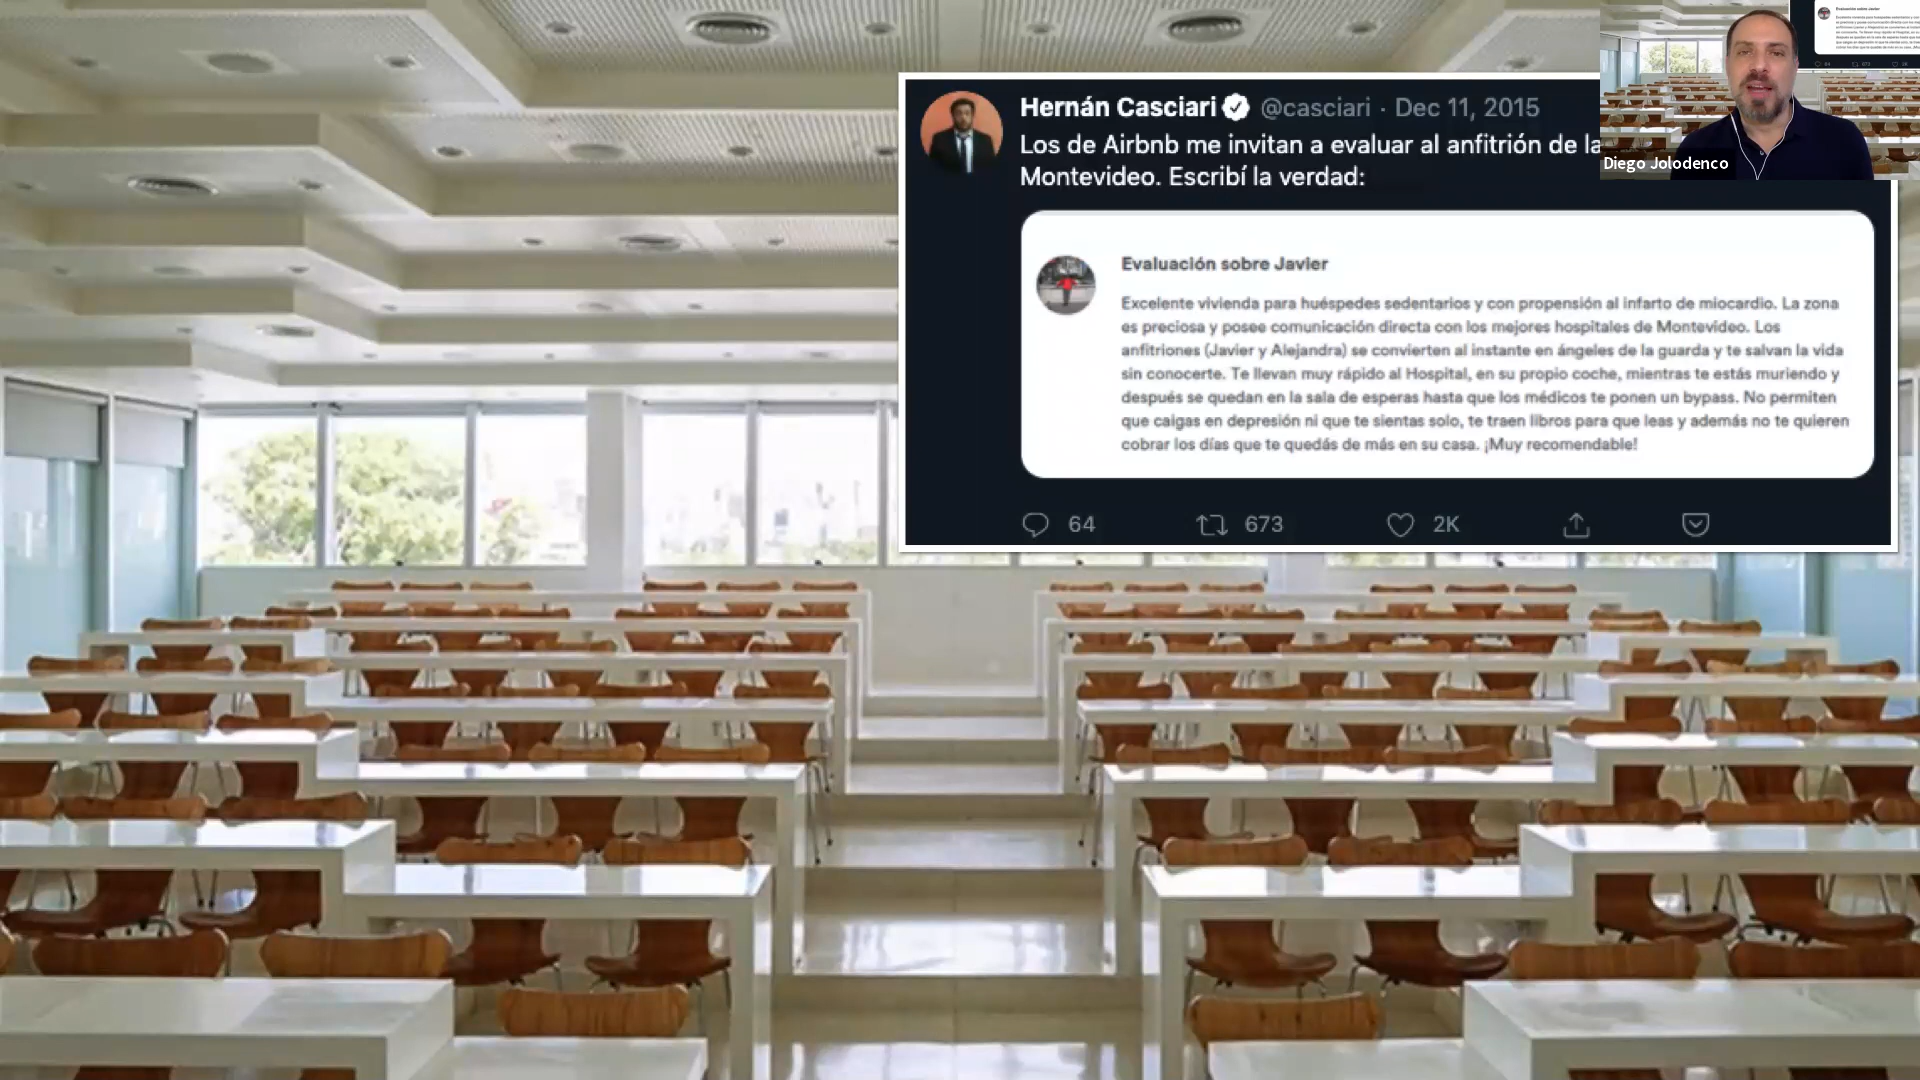 Hernán Casciari @casciari · Dec 11, 2015
Los de Airbnb me invitan a evaluar al anfitrión de la
Montevideo. Escribí la verdad:
Evaluación sobre Javier
Excelente vivienda para huéspedes sedentarios y con propensión al infarto de miocardio. La zona
es preciosa y posee comunicación directa con los mejores hospitales de Montevideo. Los
anfitriones (Javier y Alejandra) se convierten al instante en ángeles de la guarda y te salvan la vida
sin conocerte. Te llevan muy rápido al Hospital, en su propio coche, mientras te estás muriendo y
después se quedan en la sala de esperas hasta que los médicos te ponen un bypass. No permiten
que caigas en depresión ni que te sientas solo, te traen libros para que leas y además no te quieren
cobrar los días que te quedás de más en su casa. ¡Muy recomendable!
64 673 2K
Evaluación sobre Javier
Diego Jolodenco